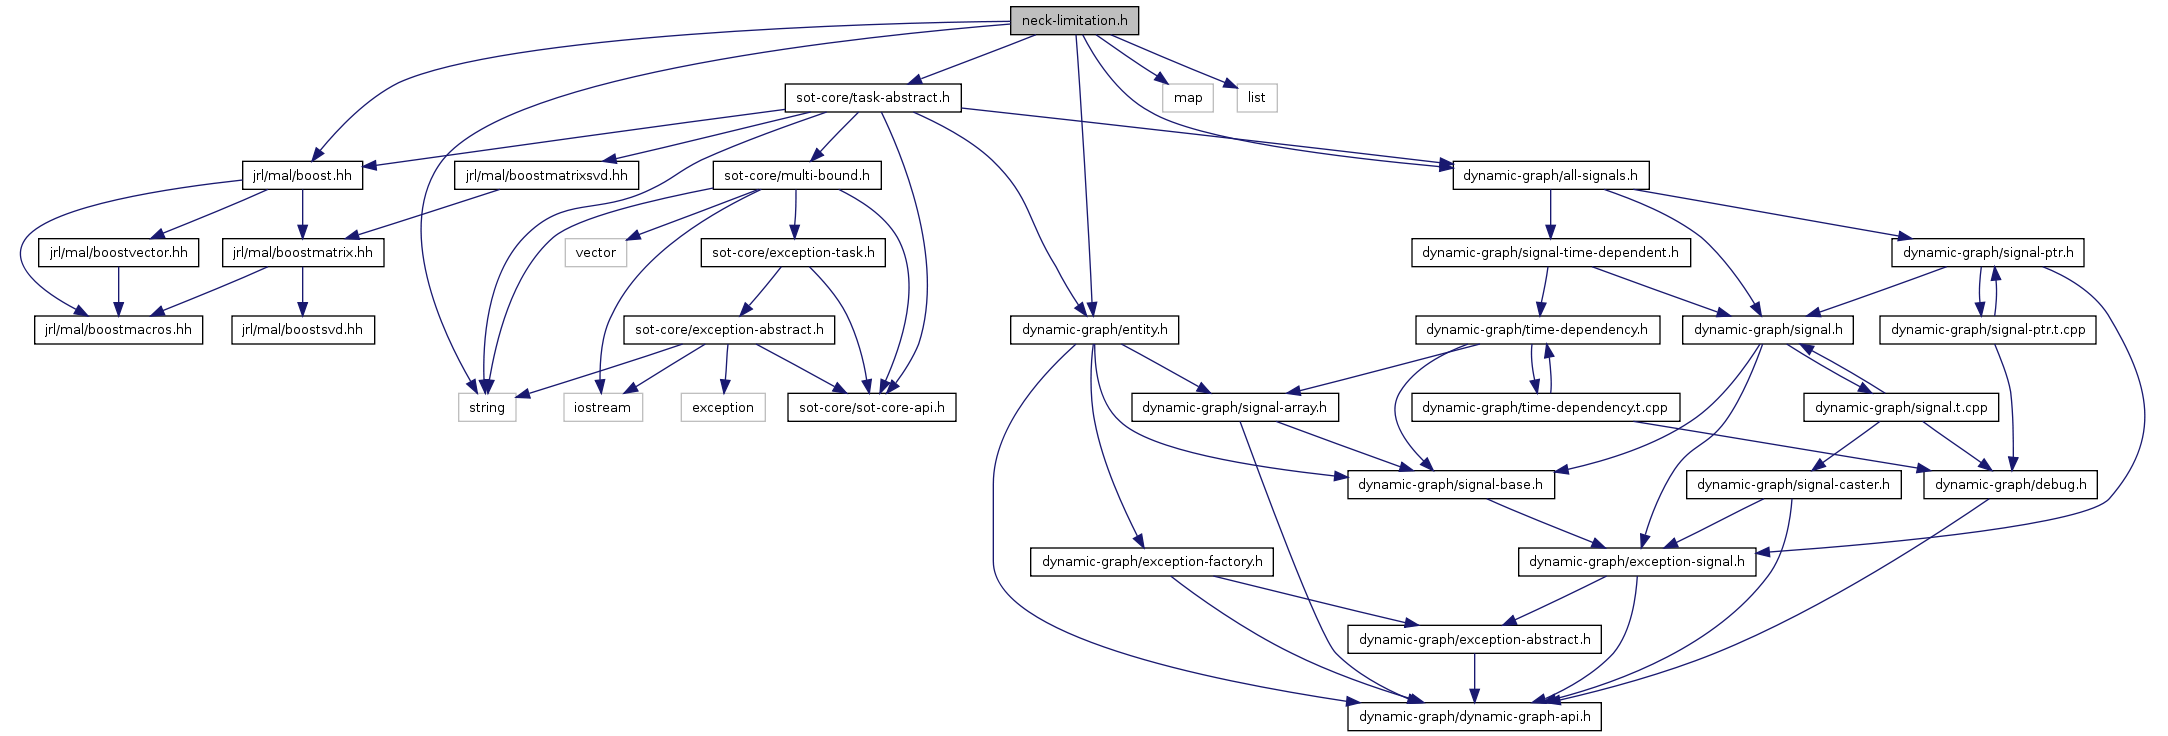 neck-limitation.h
sot-core/task-abstract.h
map
list
jrl/mal/boost.hh
jrl/mal/boostmatrixsvd.hh
sot-core/multi-bound.h
dynamic-graph/all-signals.h
jrl/mal/boostvector.hh
jrl/mal/boostmatrix.hh
vector
sot-core/exception-task.h
dynamic-graph/signal-time-dependent.h
dynamic-graph/signal-ptr.h
jrl/mal/boostmacros.hh
jrl/mal/boostsvd.hh
sot-core/exception-abstract.h
dynamic-graph/entity.h
dynamic-graph/time-dependency.h
dynamic-graph/signal.h
dynamic-graph/signal-ptr.t.cpp
string
iostream
exception
sot-core/sot-core-api.h
dynamic-graph/signal-array.h
dynamic-graph/time-dependency.t.cpp
dynamic-graph/signal.t.cpp
dynamic-graph/signal-base.h
dynamic-graph/signal-caster.h
dynamic-graph/debug.h
dynamic-graph/exception-factory.h
dynamic-graph/exception-signal.h
dynamic-graph/exception-abstract.h
dynamic-graph/dynamic-graph-api.h